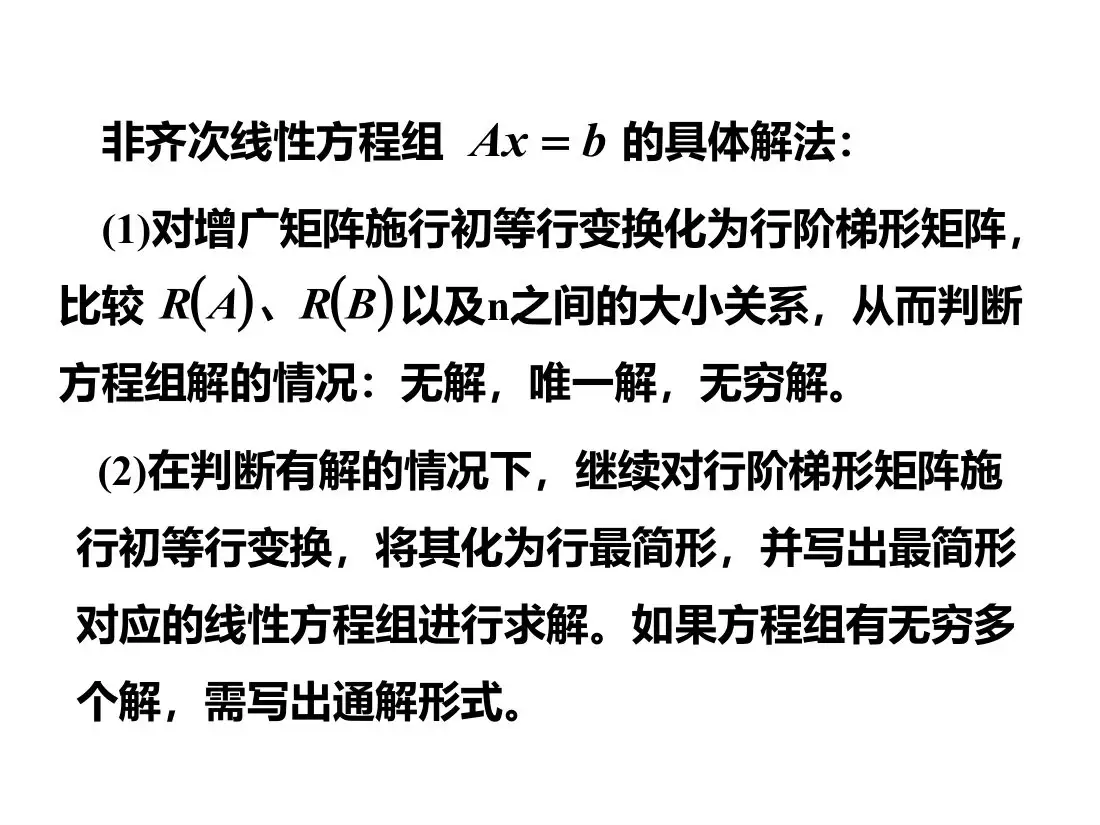 非齐次线性方程组 Ax = b 的具体解法：
(1)对增广矩阵施行初等行变换化为行阶梯形矩阵，
比较 R(A)、R(B)以及n之间的大小关系，从而判断
方程组解的情况：无解，唯一解，无穷解。
(2)在判断有解的情况下，继续对行阶梯形矩阵施
行初等行变换，将其化为行最简形，并写出最简形
对应的线性方程组进行求解。如果方程组有无穷多
个解，需写出通解形式。